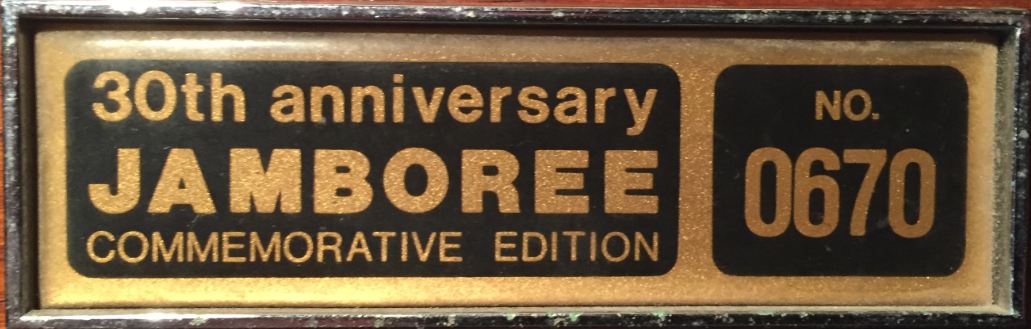 30th anniversary
JAMBOREE
COMMEMORATIVE EDITION
NO.
0670